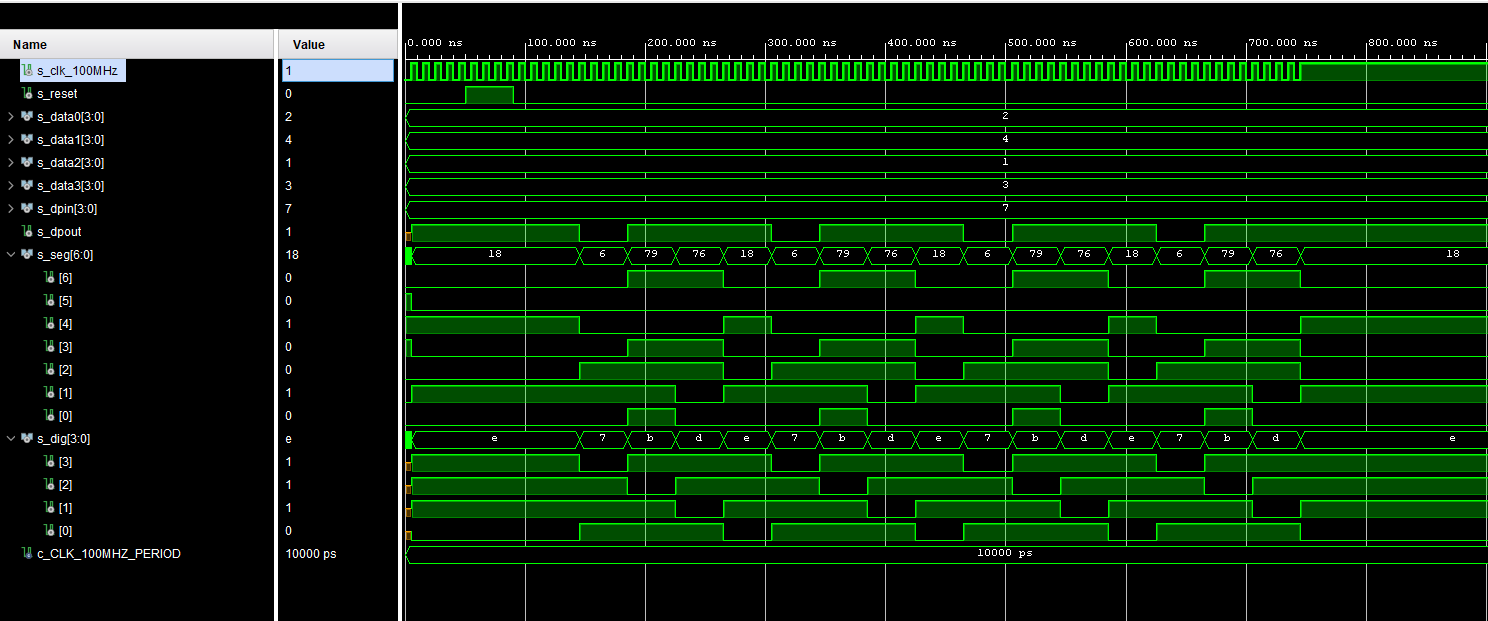 Name Value
0.000 ns 100.000 ns 200.000 ns 300.000 ns 400.000 ns 500.000 ns 600.000 ns 700.000 ns 800.000 ns
s_clk_100MHz 1
s_reset 0
s_data0[3:0] 2 2
s_data1[3:0] 4 4
s_data2[3:0] 1 1
s_data3[3:0] 3 3
s_dpin[3:0] 7 7
s_dpout 1
s_seg[6:0] 18 18 6 79 76 18 6 79 76 18 6 79 76 18 6 79 76 18
[6] 0
[5] 0
[4] 1
[3] 0
[2] 0
[1] 1
[0] 0
s_dig[3:0] e e 7 b d e 7 b d e 7 b d e 7 b d e
[3] 1
[2] 1
[1] 1
[0] 0
c_CLK_100MHZ_PERIOD 10000 ps 10000 ps